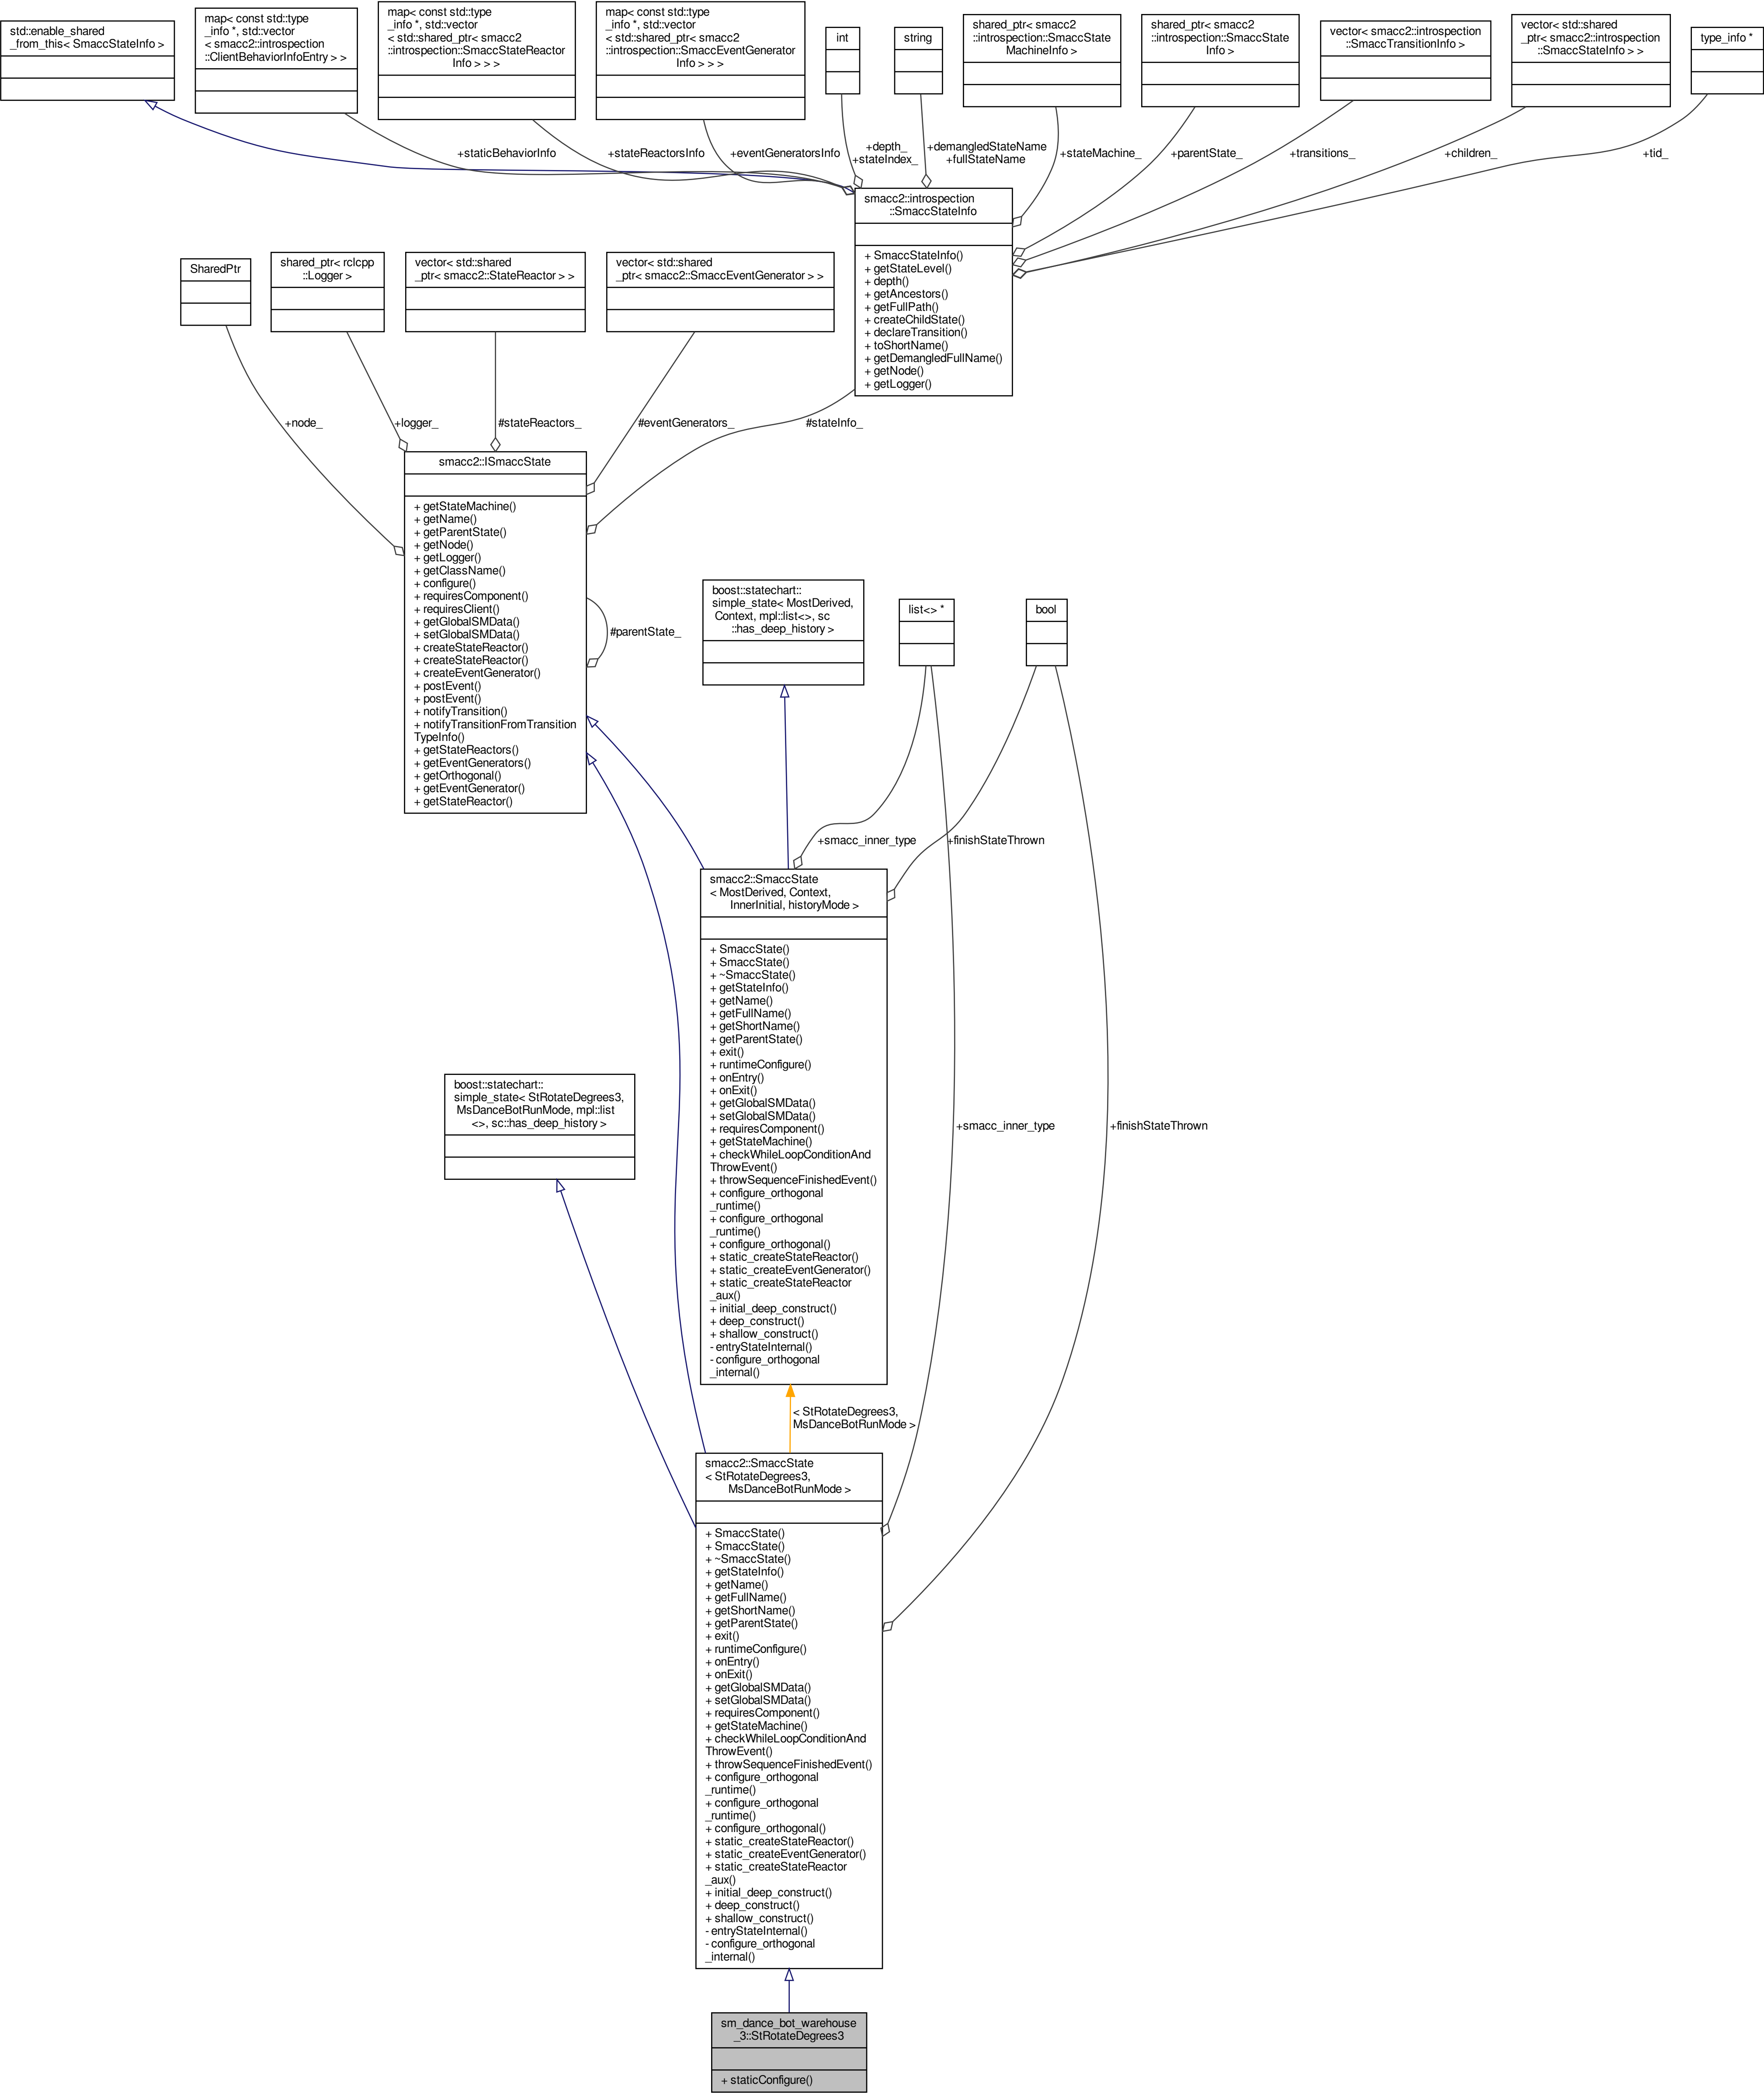 std::enable_shared
_from_this< SmaccStateInfo >
map< const std::type
_info *, std::vector
< smacc2::introspection
::ClientBehaviorInfoEntry > >
map< const std::type
_info *, std::vector
< std::shared_ptr< smacc2
::introspection::SmaccStateReactor
Info > > >
map< const std::type
_info *, std::vector
< std::shared_ptr< smacc2
::introspection::SmaccEventGenerator
Info > > >
int
string
shared_ptr< smacc2
::introspection::SmaccState
MachineInfo >
shared_ptr< smacc2
::introspection::SmaccState
Info >
vector< smacc2::introspection
::SmaccTransitionInfo >
vector< std::shared
_ptr< smacc2::introspection
::SmaccStateInfo > >
type_info *
+staticBehaviorInfo
+stateReactorsInfo
+eventGeneratorsInfo
+depth_
+stateIndex_
+demangledStateName
+fullStateName
+stateMachine_
+parentState_
+transitions_
+children_
+tid_
smacc2::introspection
::SmaccStateInfo
+ SmaccStateInfo()
+ getStateLevel()
+ depth()
+ getAncestors()
+ getFullPath()
+ createChildState()
+ declareTransition()
+ toShortName()
+ getDemangledFullName()
+ getNode()
+ getLogger()
SharedPtr
shared_ptr< rclcpp
::Logger >
vector< std::shared
_ptr< smacc2::StateReactor > >
vector< std::shared
_ptr< smacc2::SmaccEventGenerator > >
+node_
+logger_
#stateReactors_
#eventGenerators_
#stateInfo_
smacc2::ISmaccState
+ getStateMachine()
+ getName()
+ getParentState()
+ getNode()
+ getLogger()
+ getClassName()
+ configure()
+ requiresComponent()
+ requiresClient()
+ getGlobalSMData()
+ setGlobalSMData()
+ createStateReactor()
+ createStateReactor()
+ createEventGenerator()
+ postEvent()
+ postEvent()
+ notifyTransition()
+ notifyTransitionFromTransition
TypeInfo()
+ getStateReactors()
+ getEventGenerators()
+ getOrthogonal()
+ getEventGenerator()
+ getStateReactor()
#parentState_
boost::statechart::
simple_state< MostDerived,
Context, mpl::list<>, sc
::has_deep_history >
list<> *
bool
+smacc_inner_type
+finishStateThrown
smacc2::SmaccState
< MostDerived, Context,
InnerInitial, historyMode >
+ SmaccState()
+ SmaccState()
+ ~SmaccState()
+ getStateInfo()
+ getName()
+ getFullName()
+ getShortName()
+ getParentState()
+ exit()
+ runtimeConfigure()
+ onEntry()
+ onExit()
+ getGlobalSMData()
+ setGlobalSMData()
+ requiresComponent()
+ getStateMachine()
+ checkWhileLoopConditionAnd
ThrowEvent()
+ throwSequenceFinishedEvent()
+ configure_orthogonal
_runtime()
+ configure_orthogonal
_runtime()
+ configure_orthogonal()
+ static_createStateReactor()
+ static_createEventGenerator()
+ static_createStateReactor
_aux()
+ initial_deep_construct()
+ deep_construct()
+ shallow_construct()
- entryStateInternal()
- configure_orthogonal
_internal()
boost::statechart::
simple_state< StRotateDegrees3,
MsDanceBotRunMode, mpl::list
<>, sc::has_deep_history >
+smacc_inner_type
+finishStateThrown
< StRotateDegrees3,
MsDanceBotRunMode >
smacc2::SmaccState
< StRotateDegrees3,
MsDanceBotRunMode >
+ SmaccState()
+ SmaccState()
+ ~SmaccState()
+ getStateInfo()
+ getName()
+ getFullName()
+ getShortName()
+ getParentState()
+ exit()
+ runtimeConfigure()
+ onEntry()
+ onExit()
+ getGlobalSMData()
+ setGlobalSMData()
+ requiresComponent()
+ getStateMachine()
+ checkWhileLoopConditionAnd
ThrowEvent()
+ throwSequenceFinishedEvent()
+ configure_orthogonal
_runtime()
+ configure_orthogonal
_runtime()
+ configure_orthogonal()
+ static_createStateReactor()
+ static_createEventGenerator()
+ static_createStateReactor
_aux()
+ initial_deep_construct()
+ deep_construct()
+ shallow_construct()
- entryStateInternal()
- configure_orthogonal
_internal()
sm_dance_bot_warehouse
_3::StRotateDegrees3
+ staticConfigure()